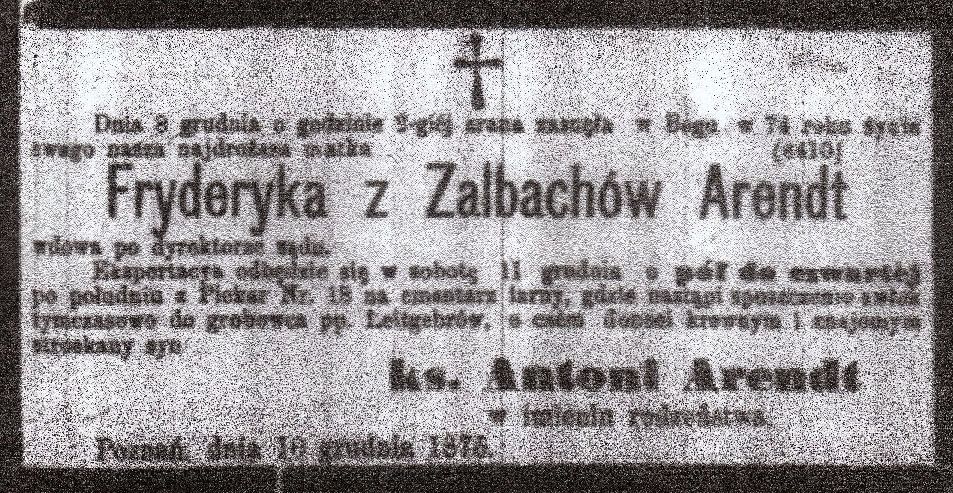 Dnia 8 grudnia o godzinie 2-giéj zrana zasnęła w Bogu w 74 roku życia
swego nasza najdroższa matka (6410[
Fryderyka z Zalbachów Arendt
wdowa po dyrektorze sądu.
Eksportacya odbędzie się w sobotę 11 grudnia o pół do czwartéj
po południu z Piekar Nr. 18 na cmentarz farny, gdzie nastąpi spuszczenie zwłok
tymczasowo do grobowca pp. Leitgebrów, o czém donosi krewnym i znajomym
stroskany syn
ks. Antoni Arendt
w imieniu rodzeństwa.
Poznań, dnia 10 grudnia 1875.